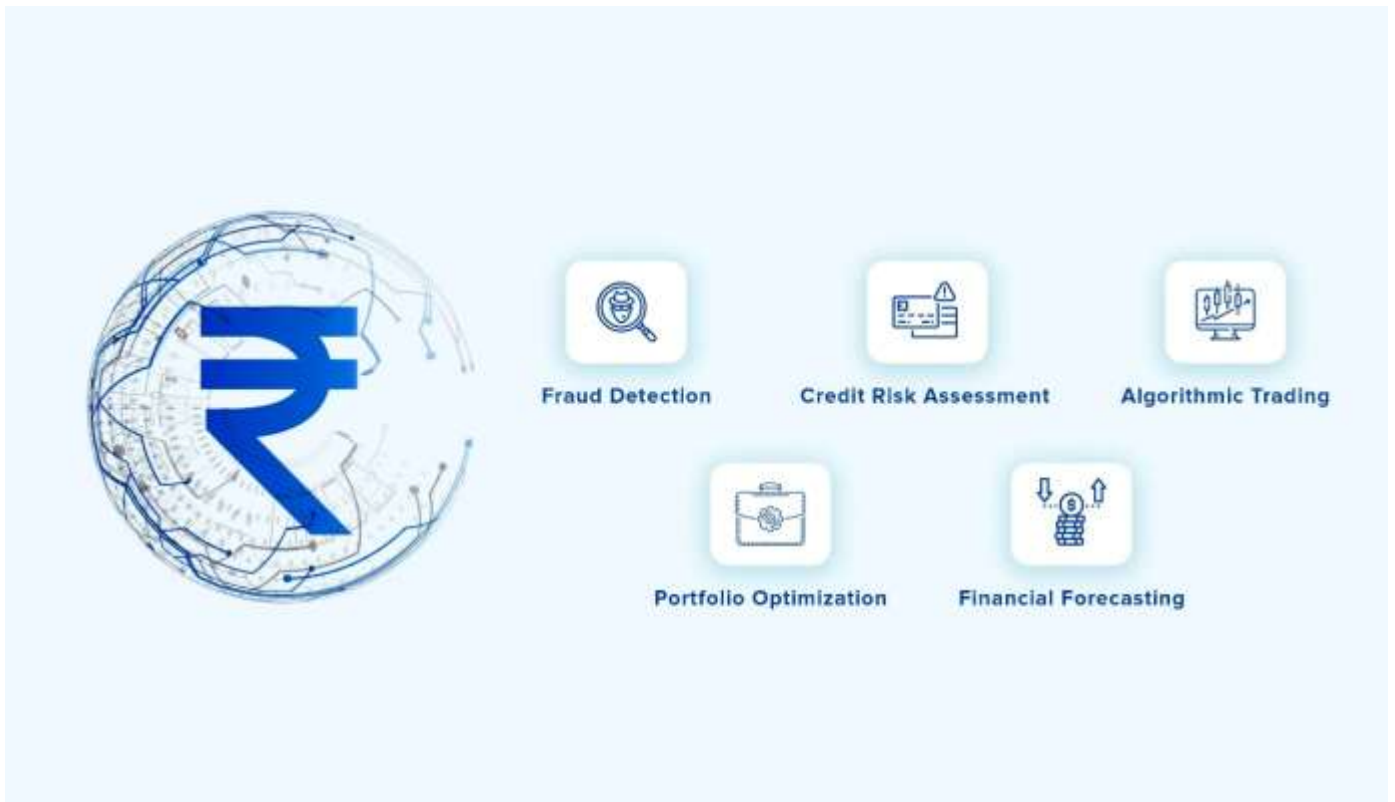 ₹
Fraud Detection
Credit Risk Assessment
Algorithmic Trading
$
Portfolio Optimization
Financial Forecasting